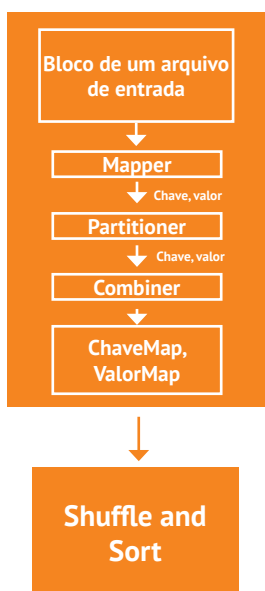 Bloco de um arquivo
de entrada
Mapper
Chave, valor
Partitioner
Chave, valor
Combiner
ChaveMap,
ValorMap
Shuffle and
Sort